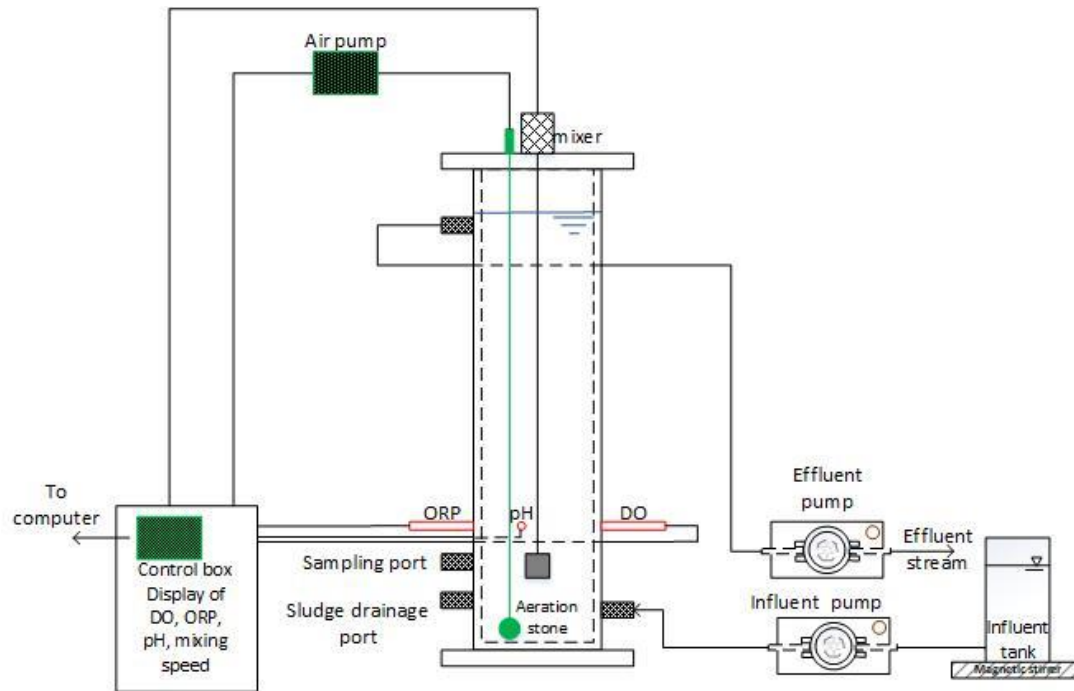 Air pump
mixer
To
computer
Control box
Display of
DO, ORP,
pH, mixing
speed
ORP
pH
DO
Sampling port
Sludge drainage
port
Aeration
stone
Effluent
pump
Effluent
stream
Influent pump
Influent
tank
Magnetic stirrer